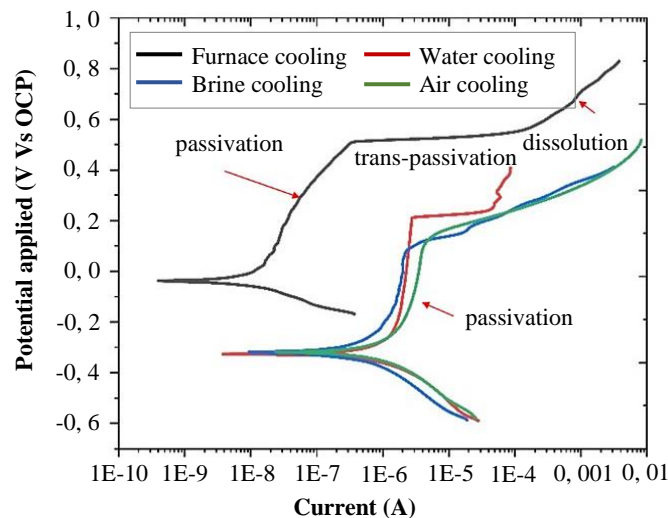 1, 0
0, 8
0, 6
0, 4
0, 2
0, 0
-0, 2
-0, 4
-0, 6
Potential applied (V Vs OCP)
Furnace cooling
Water cooling
Brine cooling
Air cooling
passivation
trans-passivation
dissolution
passivation
1E-10 1E-9 1E-8 1E-7 1E-6 1E-5 1E-4 0, 001 0, 01
Current (A)